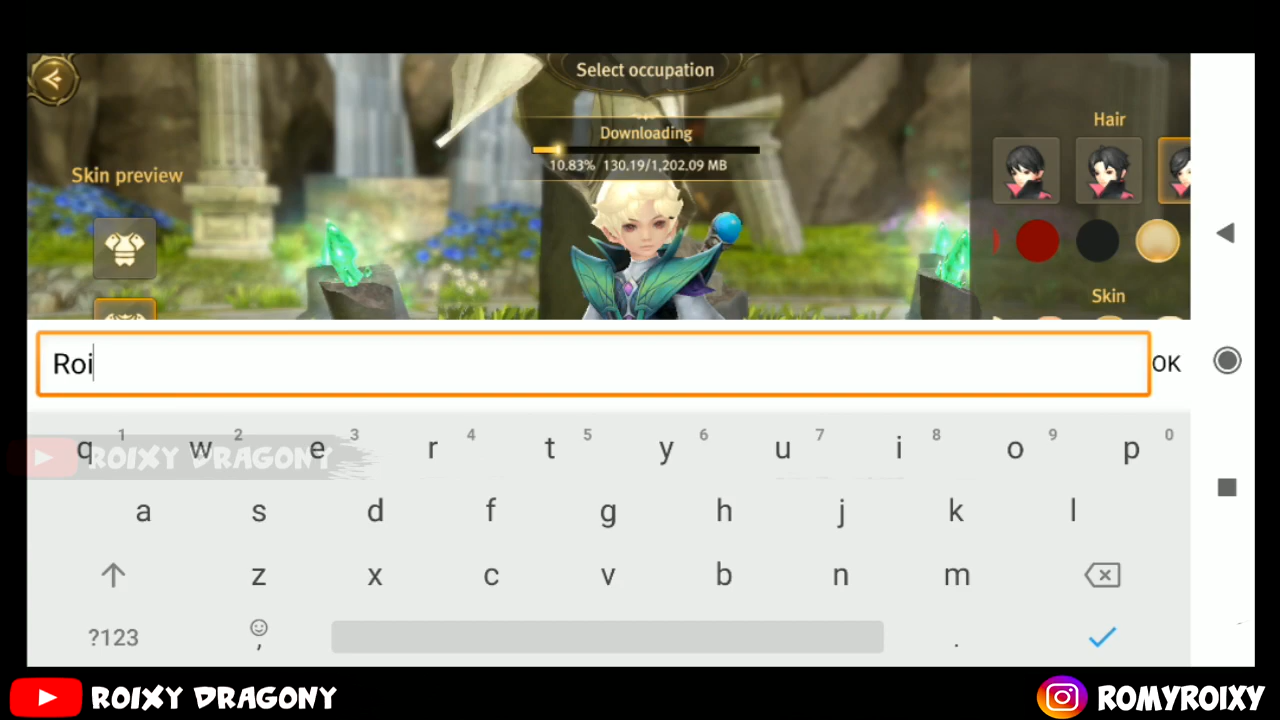 Select occupation
Downloading
10.83% 130.19/1,202.09 MB
Skin preview
Hair
Skin
Roi
OK
1 2 3 4 5 6 7 8 9 0
q w e r t y u i o p
ROIXY DRAGONY
a s d f g h j k l
z x c v b n m
?123 , .
ROIXY DRAGONY
ROMYROIXY